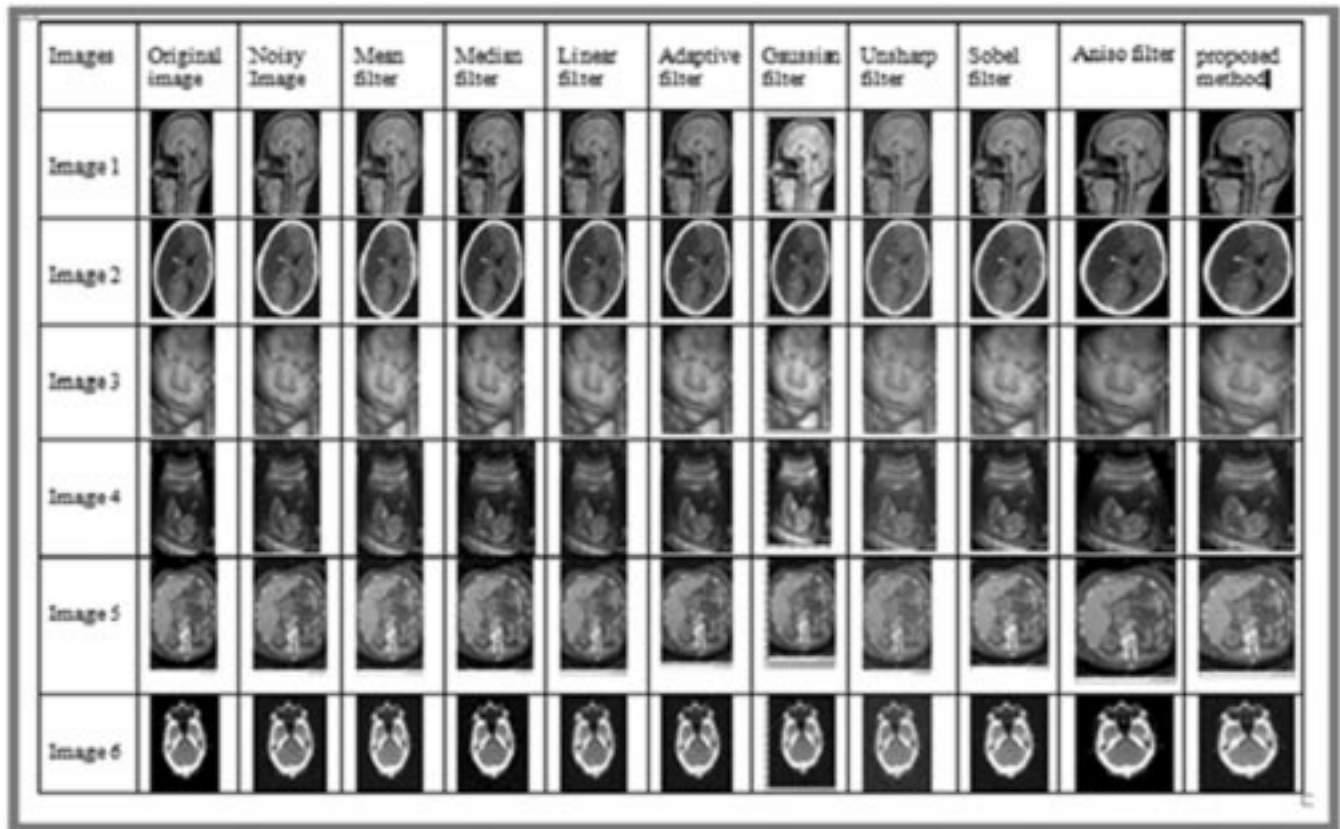 Images
Original
image
Noisy
Image
Mean
filter
Median
filter
Linear
filter
Adaptive
filter
Gaussian
filter
Unsharp
filter
Sobel
filter
Aniso filter
proposed
method
Image 1
Image 2
Image 3
Image 4
Image 5
Image 6